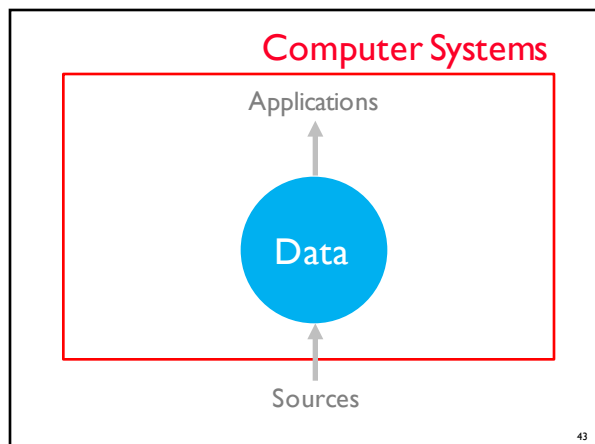 Computer Systems
Applications
Data
Sources
43